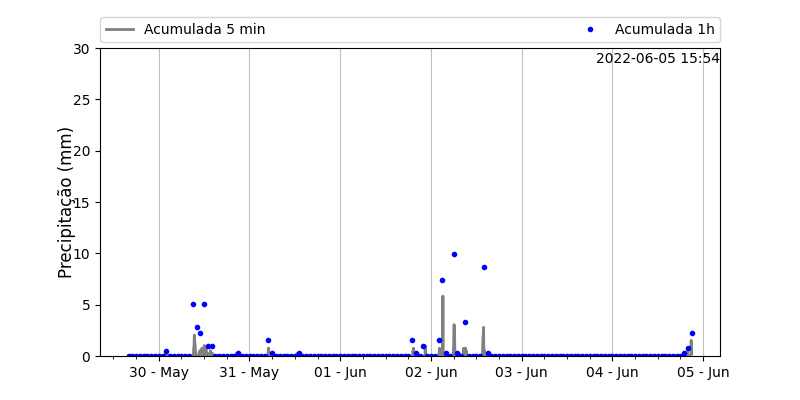 Acumulada 5 min
Acumulada 1h
2022-06-05 15:54
Precipitação (mm)
30
25
20
15
10
5
0
30 - May
31 - May
01 - Jun
02 - Jun
03 - Jun
04 - Jun
05 - Jun